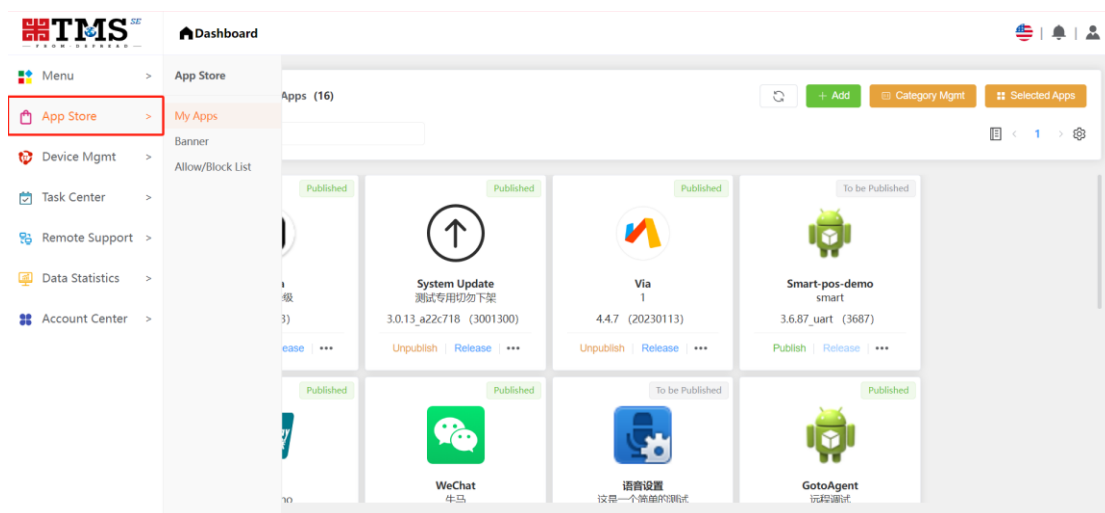 TMS SE
FROM·DSPREAD
Dashboard
Menu >
App Store >
Device Mgmt >
Task Center >
Remote Support >
Data Statistics >
Account Center >
App Store
My Apps
Banner
Allow/Block List
Apps (16)
+ Add
Category Mgmt
Selected Apps
< 1 >
Published
Published
Published
To be Published
System Update
Via
Smart-pos-demo
测试专用切勿下架
1
smart
3.0.13_a22c718 (3001300)
4.4.7 (20230113)
3.6.87_uart (3687)
ease | •••
Unpublish | Release | •••
Unpublish | Release | •••
Publish | Release | •••
Published
Published
To be Published
Published
WeChat
语音设置
GotoAgent
牛马
这是一个简单的测试
远程调试